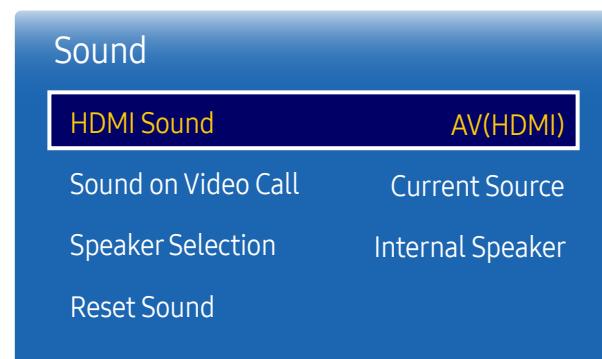 Sound
HDMI Sound AV(HDMI)
Sound on Video Call Current Source
Speaker Selection Internal Speaker
Reset Sound